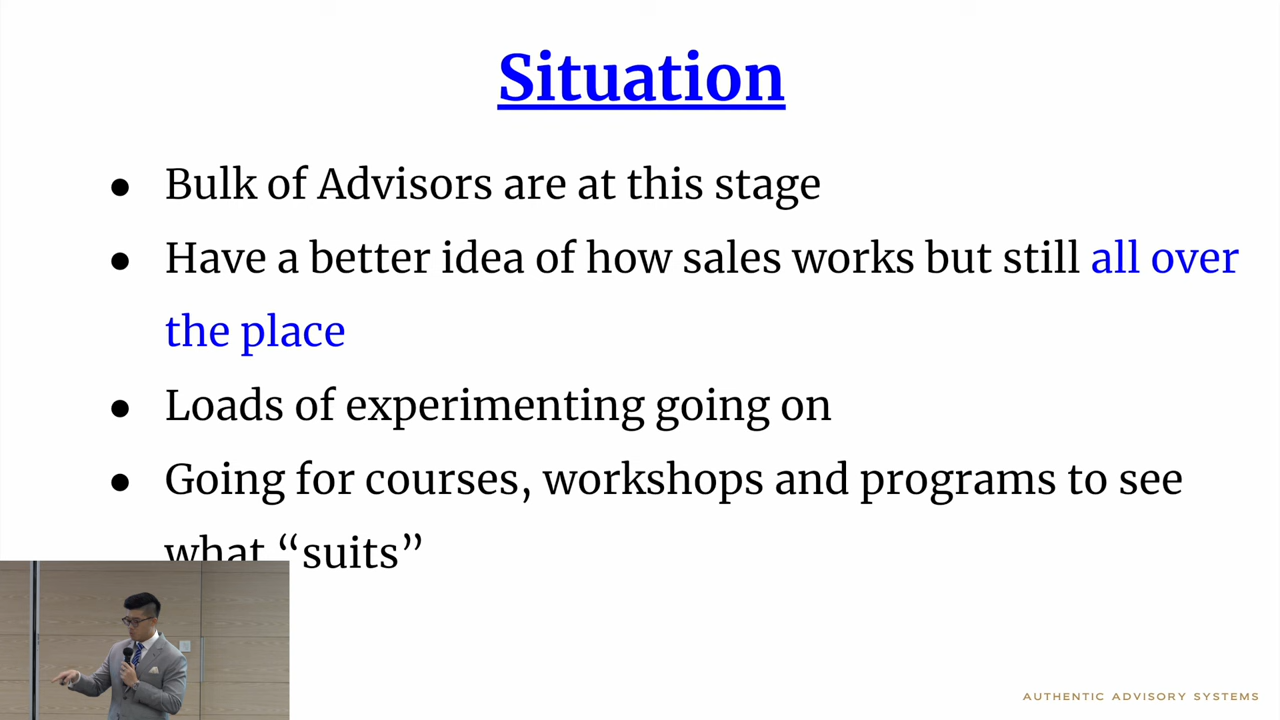 Situation
● Bulk of Advisors are at this stage
● Have a better idea of how sales works but still all over
the place
● Loads of experimenting going on
● Going for courses, workshops and programs to see
what “suits”
AUTHENTIC ADVISORY SYSTEMS